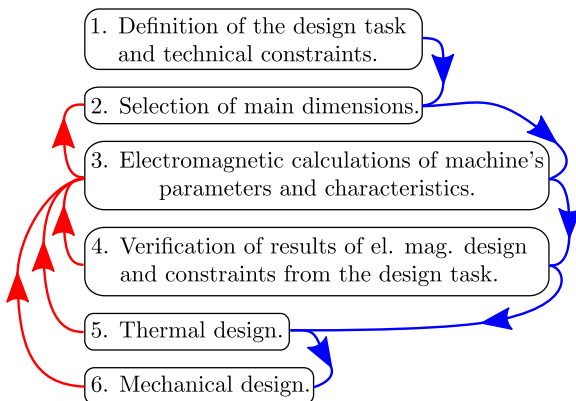 1. Definition of the design task
and technical constraints.
2. Selection of main dimensions.
3. Electromagnetic calculations of machine's
parameters and characteristics.
4. Verification of results of el. mag. design
and constraints from the design task.
5. Thermal design.
6. Mechanical design.